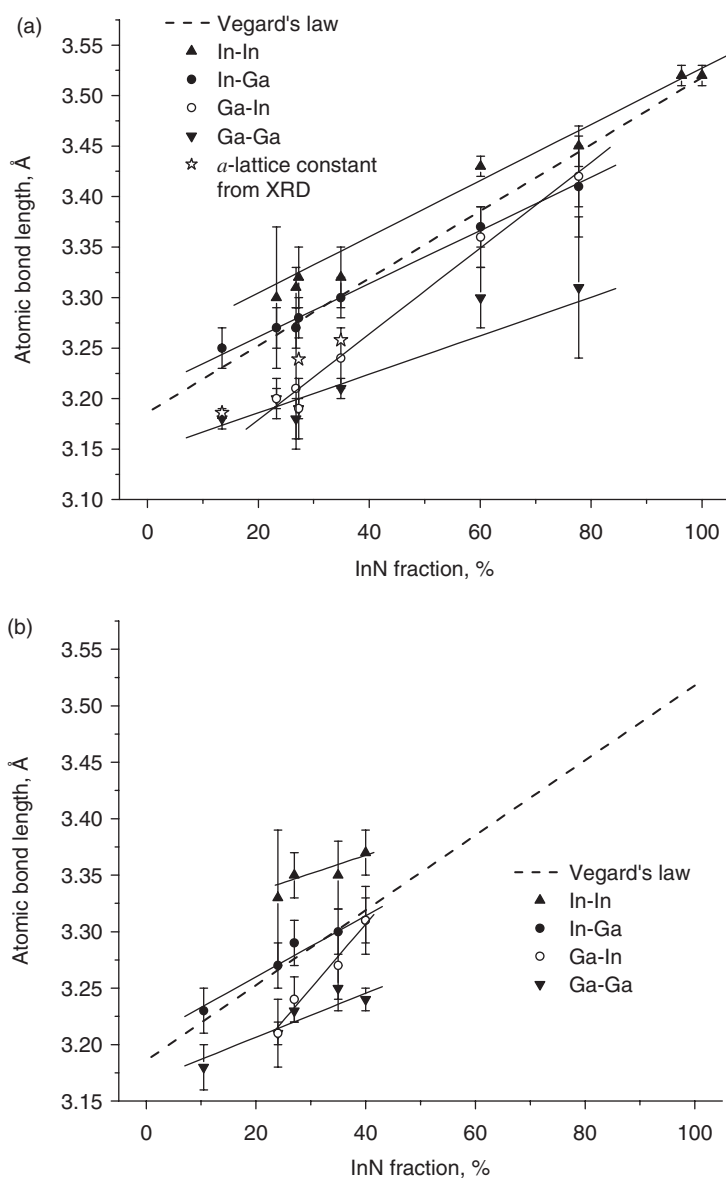 (a)
Vegard's law
In-In
In-Ga
Ga-In
Ga-Ga
a-lattice constant
from XRD
3.55
3.50
3.45
3.40
3.35
3.30
3.25
3.20
3.15
3.10
Atomic bond length, Å
0 20 40 60 80 100
InN fraction, %
(b)
3.55
3.50
3.45
3.40
3.35
3.30
3.25
3.20
3.15
Atomic bond length, Å
Vegard's law
In-In
In-Ga
Ga-In
Ga-Ga
0 20 40 60 80 100
InN fraction, %